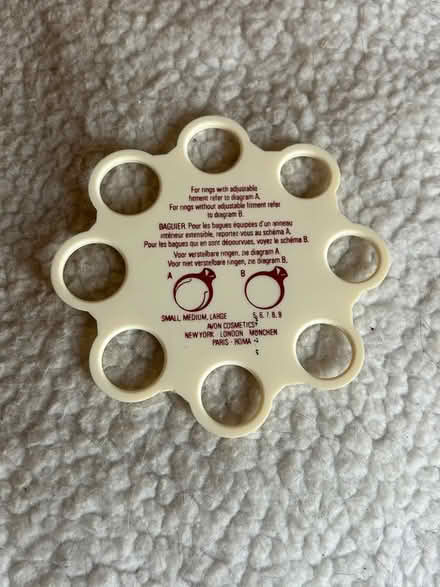 For rings with adjustable
fitment refer to diagram A.
For rings without adjustable fitment refer
to diagram B.
BAGUIER Pour les bagues équipées d'un anneau
intérieur extensible, reportez vous au schéma A.
Pour les bagues qui en sont dépourvues, voyez le schéma B.
Voor verstelbare ringen, zie diagram A.
Voor niet verstelbare ringen, zie diagram B.
A B
SMALL, MEDIUM, LARGE 5, 6, 7, 8, 9
AVON COSMETICS
NEW YORK · LONDON · MÜNCHEN
PARIS · ROMA